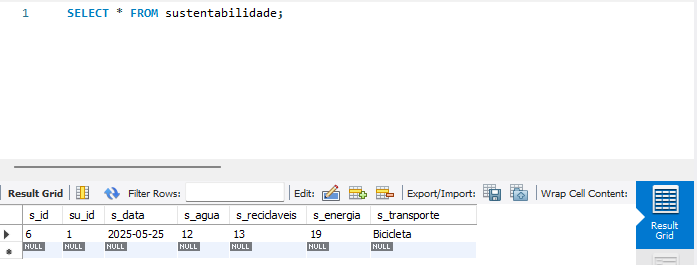 1 SELECT * FROM sustentabilidade;
Result Grid Filter Rows: Edit: Export/Import: Wrap Cell Content:
s_id su_id s_data s_agua s_reciclaveis s_energia s_transporte
6 1 2025-05-25 12 13 19 Bicicleta
NULL NULL NULL NULL NULL NULL NULL
Result
Grid